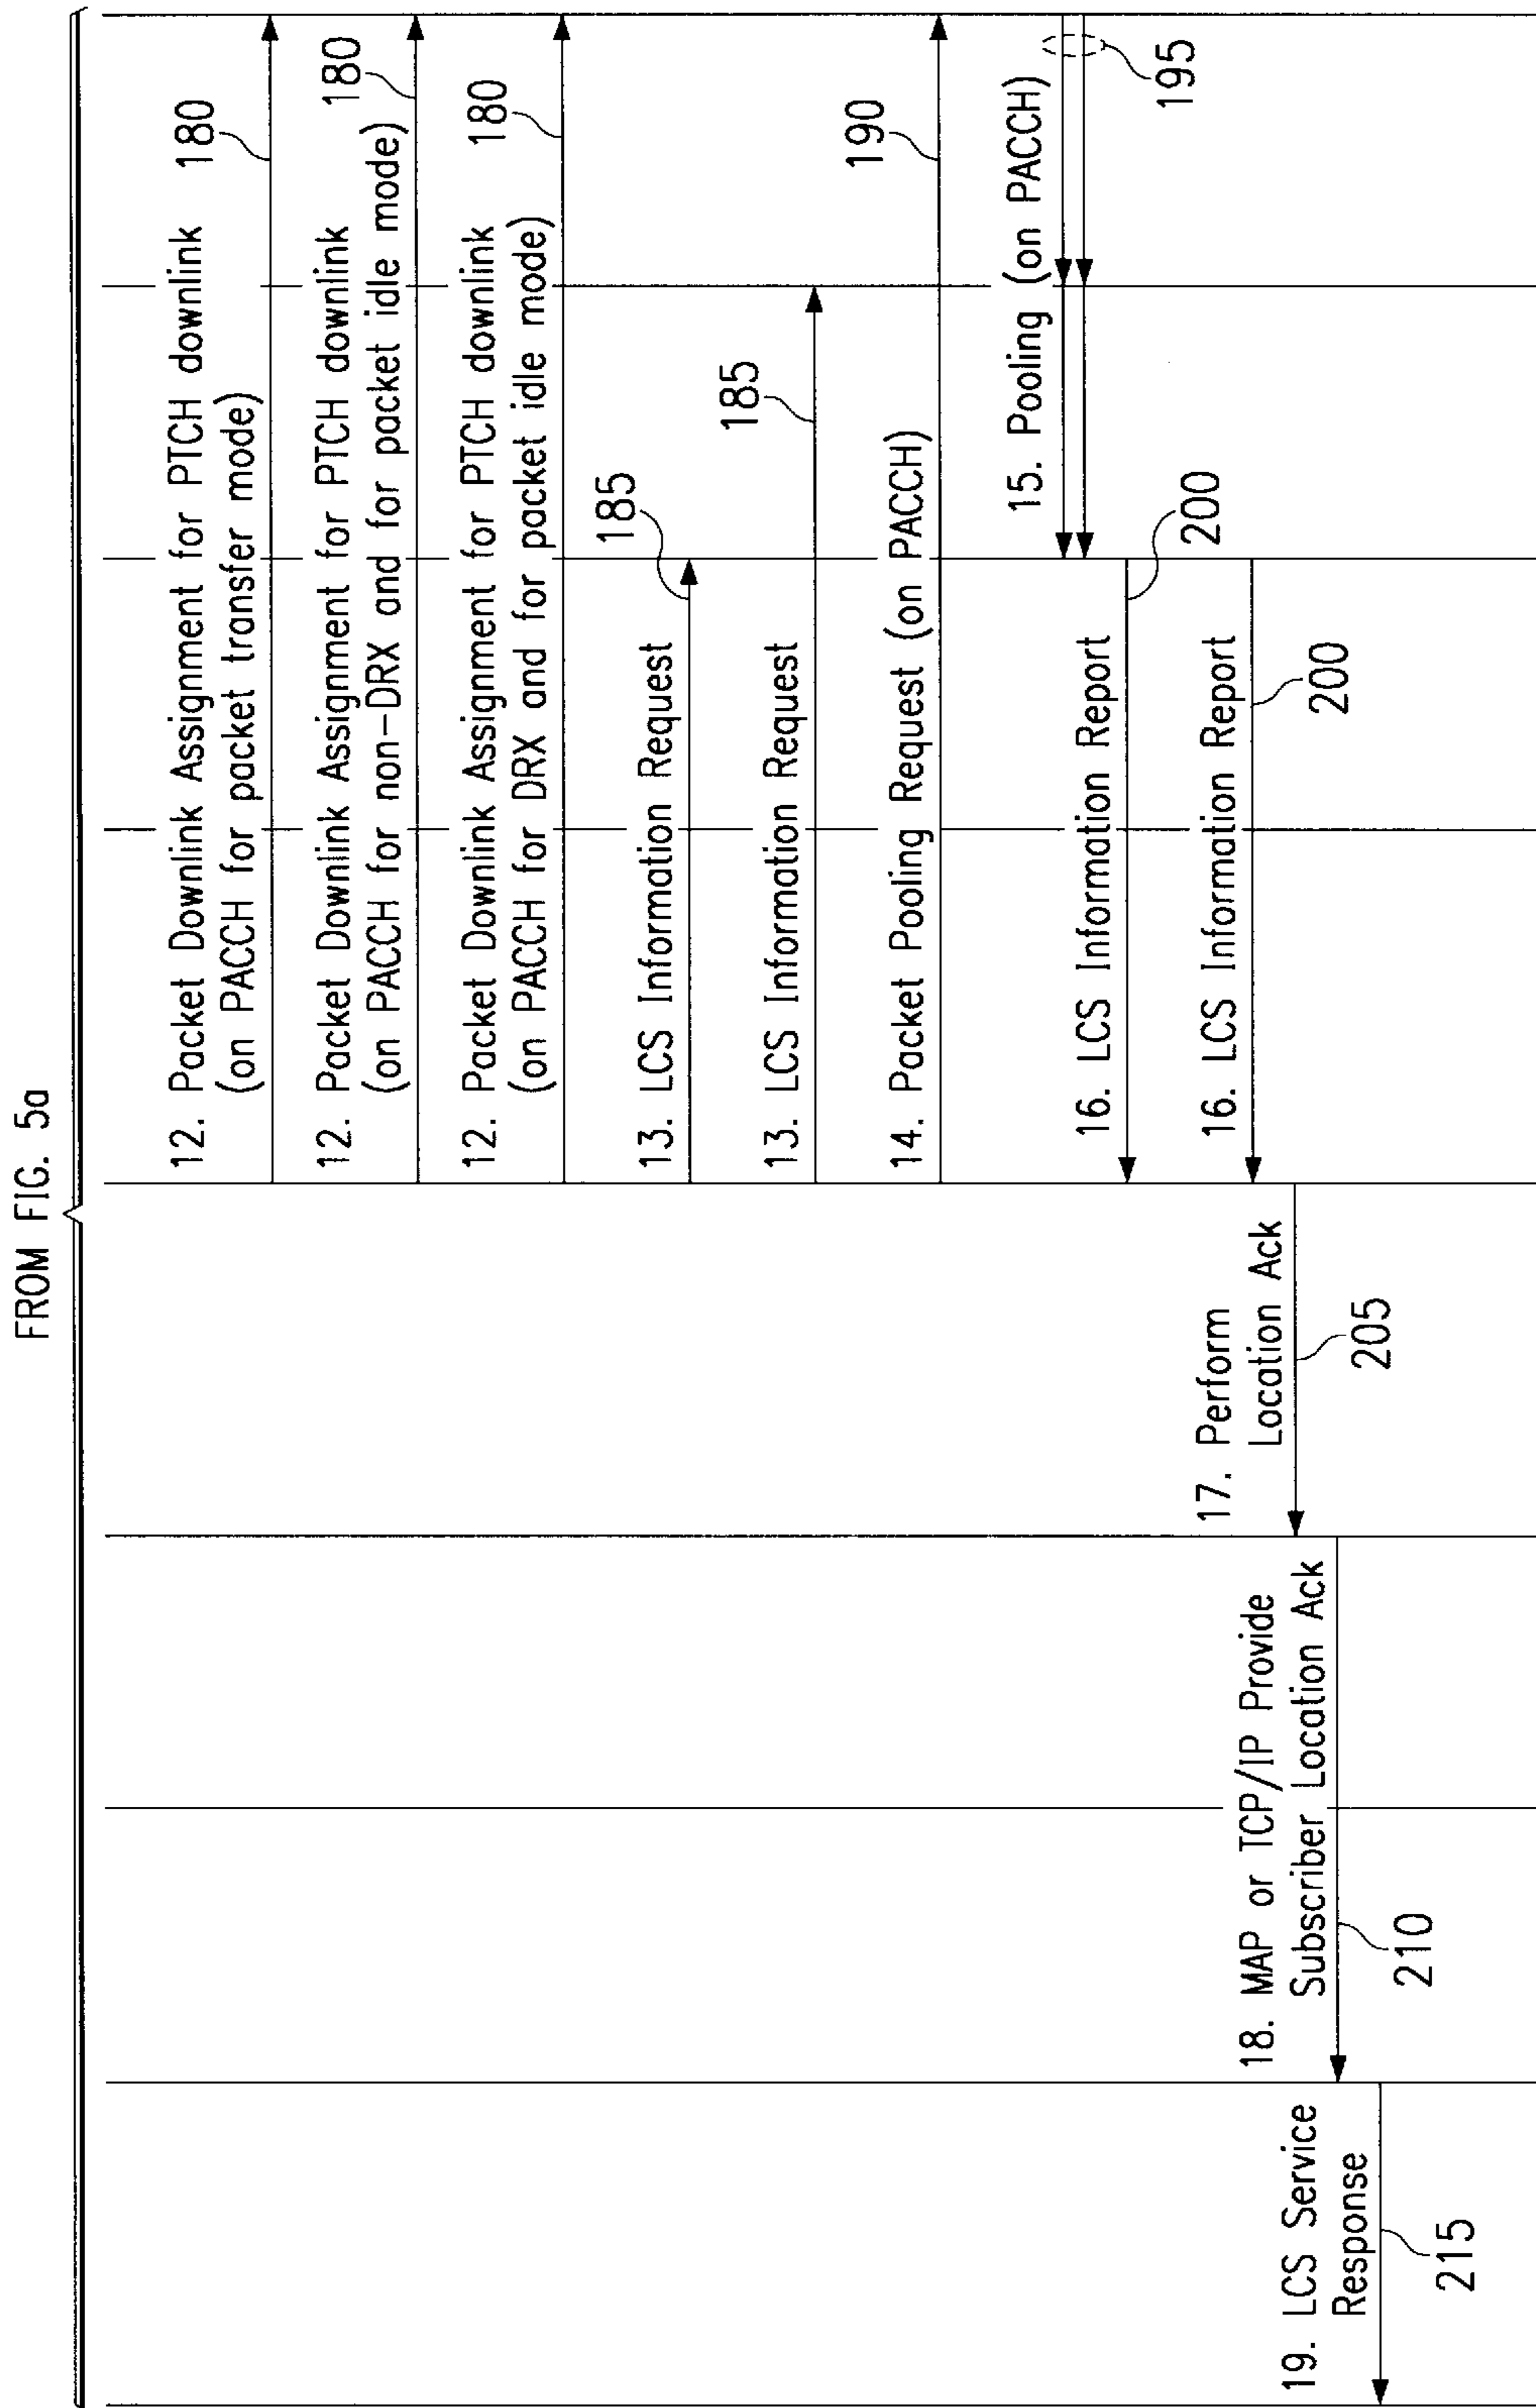 FROM FIG. 5a
12. Packet Downlink Assignment for PTCH downlink
(on PACCH for packet transfer mode)
180
12. Packet Downlink Assignment for PTCH downlink
(on PACCH for non-DRX and for packet idle mode)
180
12. Packet Downlink Assignment for PTCH downlink
(on PACCH for DRX and for packet idle mode)
180
13. LCS Information Request
185
13. LCS Information Request
185
14. Packet Pooling Request (on PACCH)
190
15. Pooling (on PACCH)
195
16. LCS Information Report
200
16. LCS Information Report
200
17. Perform
Location Ack
205
18. MAP or TCP/IP Provide
Subscriber Location Ack
210
19. LCS Service
Response
215